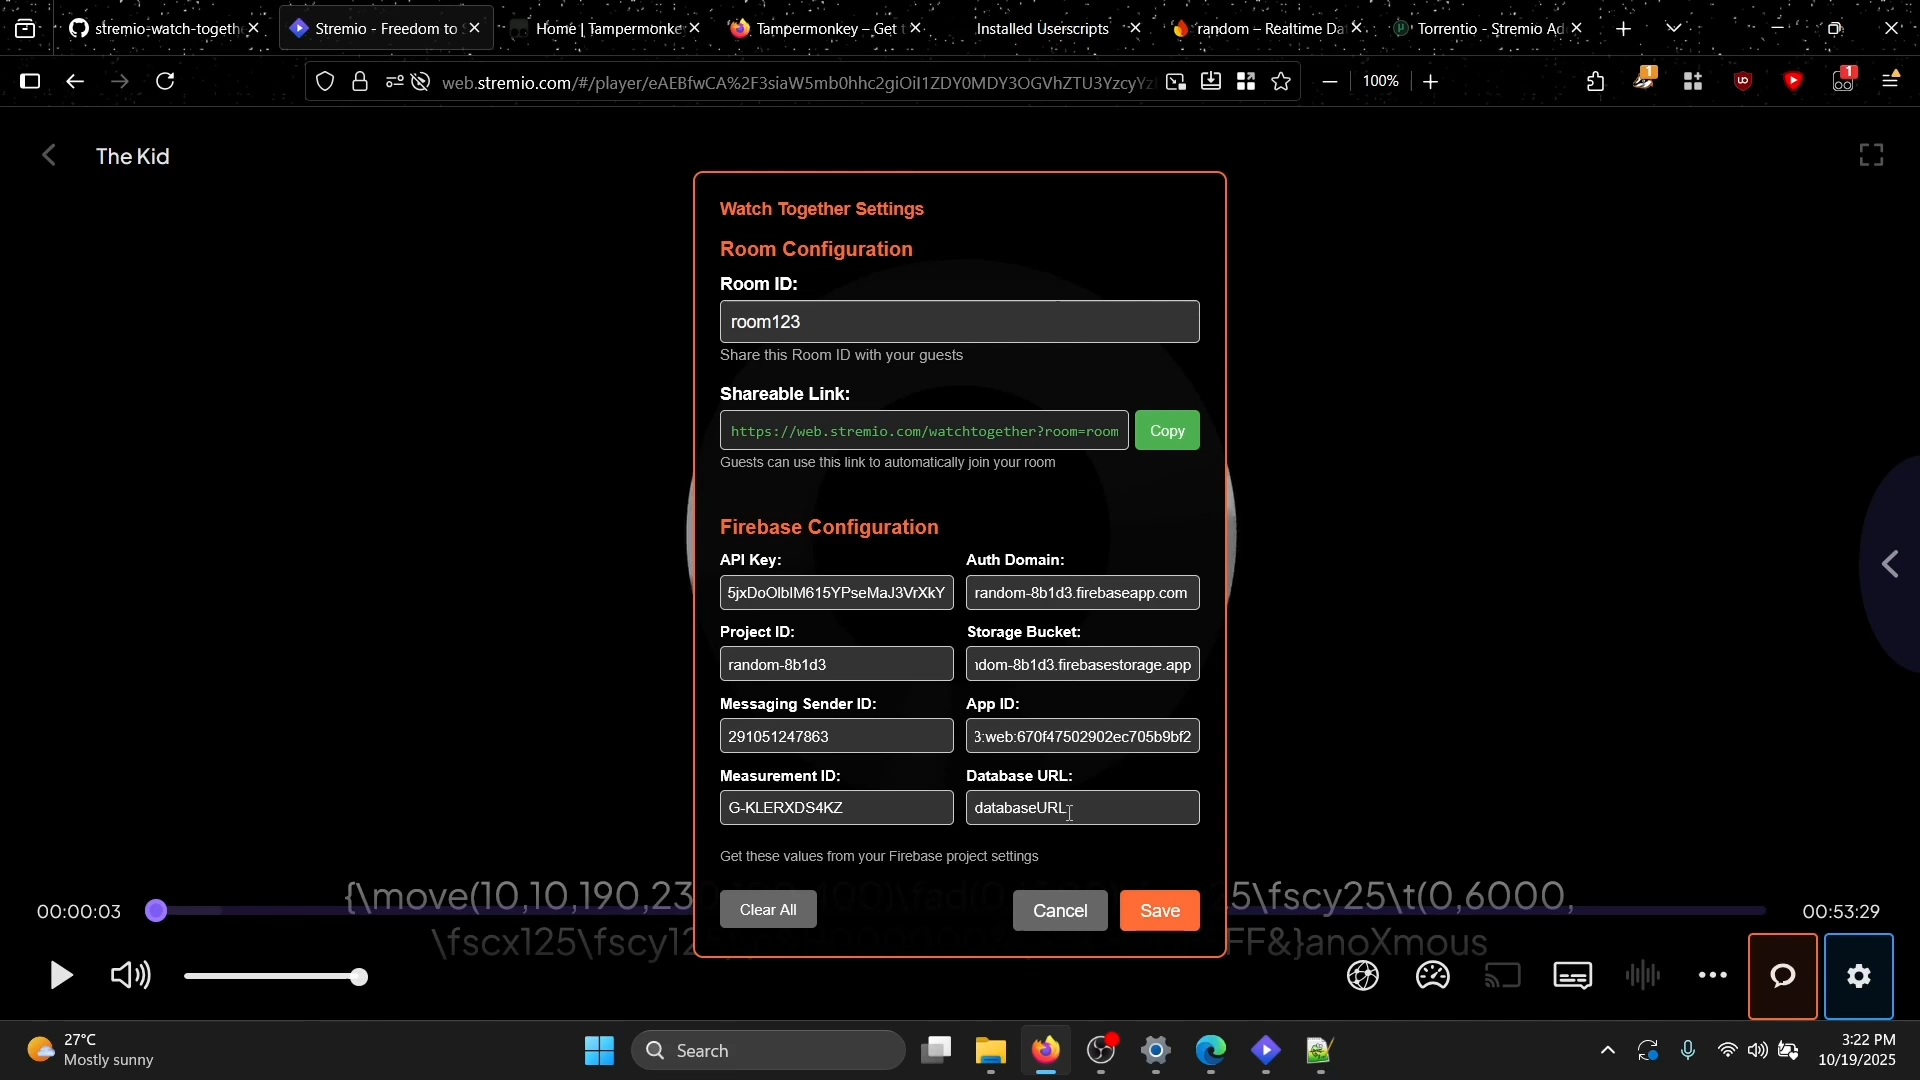 stremio-watch-togeth
Stremio - Freedom to
Home | Tampermonke
Tampermonkey – Get
Installed Userscripts
random – Realtime Da
Torrentio - Stremio Ad
web.stremio.com/#/player/eAEBfwCA%2F3siaW5mb0hhc2giOiI1ZDY0MDY3OGVhZTU3YzcyYz
100%
1
1
The Kid
Watch Together Settings
Room Configuration
Room ID:
room123
Share this Room ID with your guests
Shareable Link:
https://web.stremio.com/watchtogether?room=room
Copy
Guests can use this link to automatically join your room
Firebase Configuration
API Key:
Auth Domain:
5jxDoOlblM615YPseMaJ3VrXkY
random-8b1d3.firebaseapp.com
Project ID:
Storage Bucket:
random-8b1d3
dom-8b1d3.firebasestorage.app
Messaging Sender ID:
App ID:
291051247863
3:web:670f47502902ec705b9bf2
Measurement ID:
Database URL:
G-KLERXDS4KZ
databaseURL
Get these values from your Firebase project settings
{\move(10,10,190,23
5\fscy25\t(0,6000,
Clear All
Cancel
Save
00:00:03
00:53:29
\fscx125\fscy12
FF&}anoXmous
27°C
Mostly sunny
Search
3:22 PM
10/19/2025